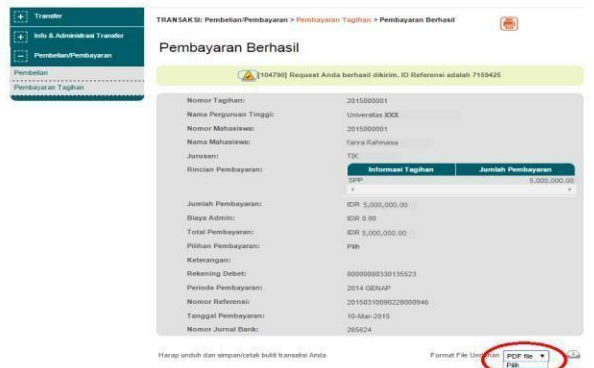 Transfer
Info & Administrasi Transfer
Pembelian/Pembayaran
Pembelian
Pembayaran Tagihan
TRANSAKSI: Pembelian/Pembayaran > Pembayaran Tagihan > Pembayaran Berhasil
Pembayaran Berhasil
[104790] Request Anda berhasil dikirim. ID Referensi adalah 7159425
Nomor Tagihan: 2015000001
Nama Perguruan Tinggi: Universitas XXX
Nomor Mahasiswa: 2015000001
Nama Mahasiswa: Yanra Rahmaisa
Jurusan: TIK
Rincian Pembayaran: Informasi Tagihan Jumlah Pembayaran
SPP 5,000,000.00
Jumlah Pembayaran: IDR 5,000,000.00
Biaya Admin: IDR 0.00
Total Pembayaran: IDR 5,000,000.00
Pilihan Pembayaran: Pilih
Keterangan:
Rekening Debet: 00000000330135523
Periode Pembayaran: 2014 GENAP
Nomor Referensi: 20150310090228000946
Tanggal Pembayaran: 10-Mar-2015
Nomor Jurnal Bank: 265624
Harap unduh dan simpan/cetak bukti transaksi Anda. Format File Unduhan PDF file
Pilih